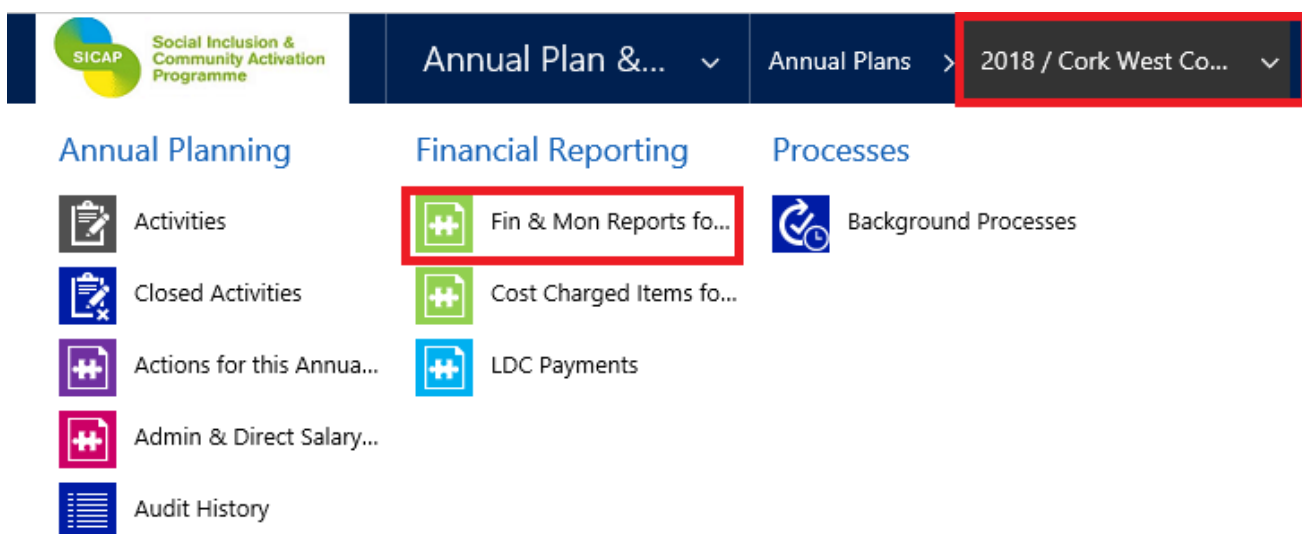 SICAP
Social Inclusion &
Community Activation
Programme
Annual Plan &...
Annual Plans
2018 / Cork West Co...
Annual Planning
Financial Reporting
Processes
Activities
Fin & Mon Reports fo...
Background Processes
Closed Activities
Cost Charged Items fo...
Actions for this Annua...
LDC Payments
Admin & Direct Salary...
Audit History